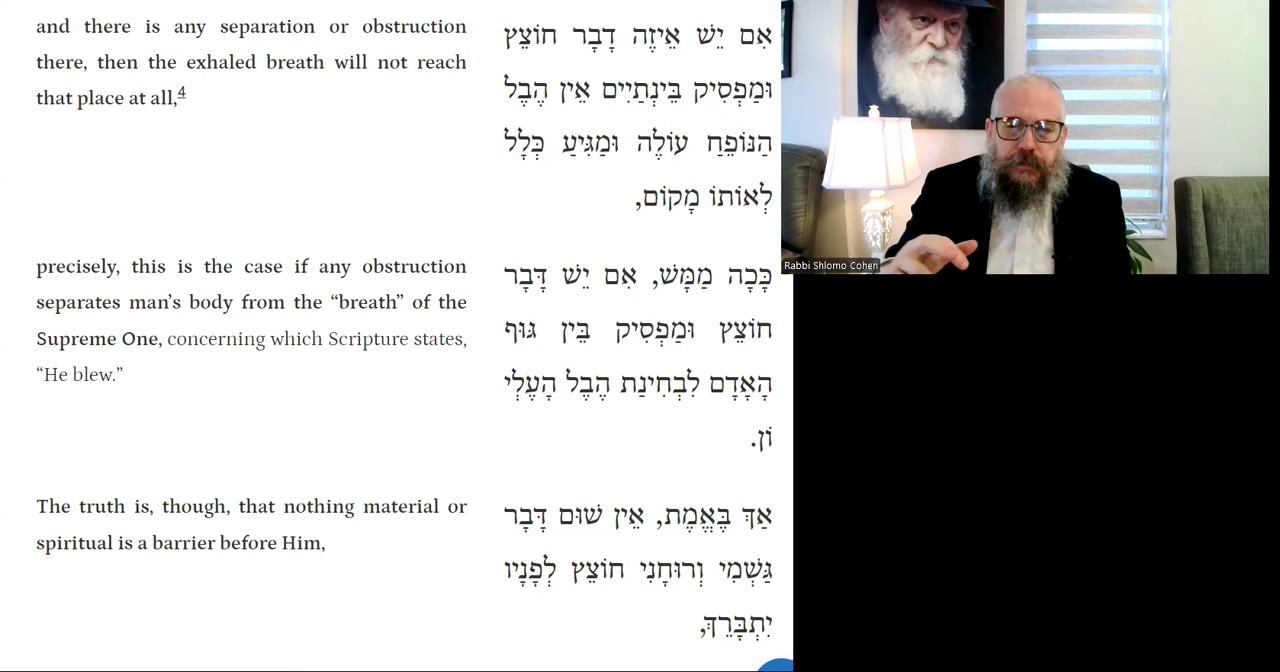 and there is any separation or obstruction
there, then the exhaled breath will not reach
that place at all,4
אִם יֵשׁ אֵיזֶה דָבָר חוֹצֵץ
וּמַפְסִיק בֵּינְתַיִים אֵין הֶבֶל
הַנּוֹפֵחַ עוֹלֶה וּמַגִּיעַ כְּלָל
לְאוֹתוֹ מָקוֹם,
precisely, this is the case if any obstruction
separates man’s body from the “breath” of the
Supreme One, concerning which Scripture states,
“He blew.”
כָּכָה מַמָּשׁ, אִם יֵשׁ דָּבָר
חוֹצֵץ וּמַפְסִיק בֵּין גּוּף
הָאָדָם לִבְחִינַת הֶבֶל הָעֶלְי
וֹן.
The truth is, though, that nothing material or
spiritual is a barrier before Him,
אַךְ בֶּאֱמֶת, אֵין שׁוּם דָּבָר
גַּשְׁמִי וְרוּחָנִי חוֹצֵץ לְפָנָיו
יִתְבָּרֵךְ,
Rabbi Shlomo Cohen